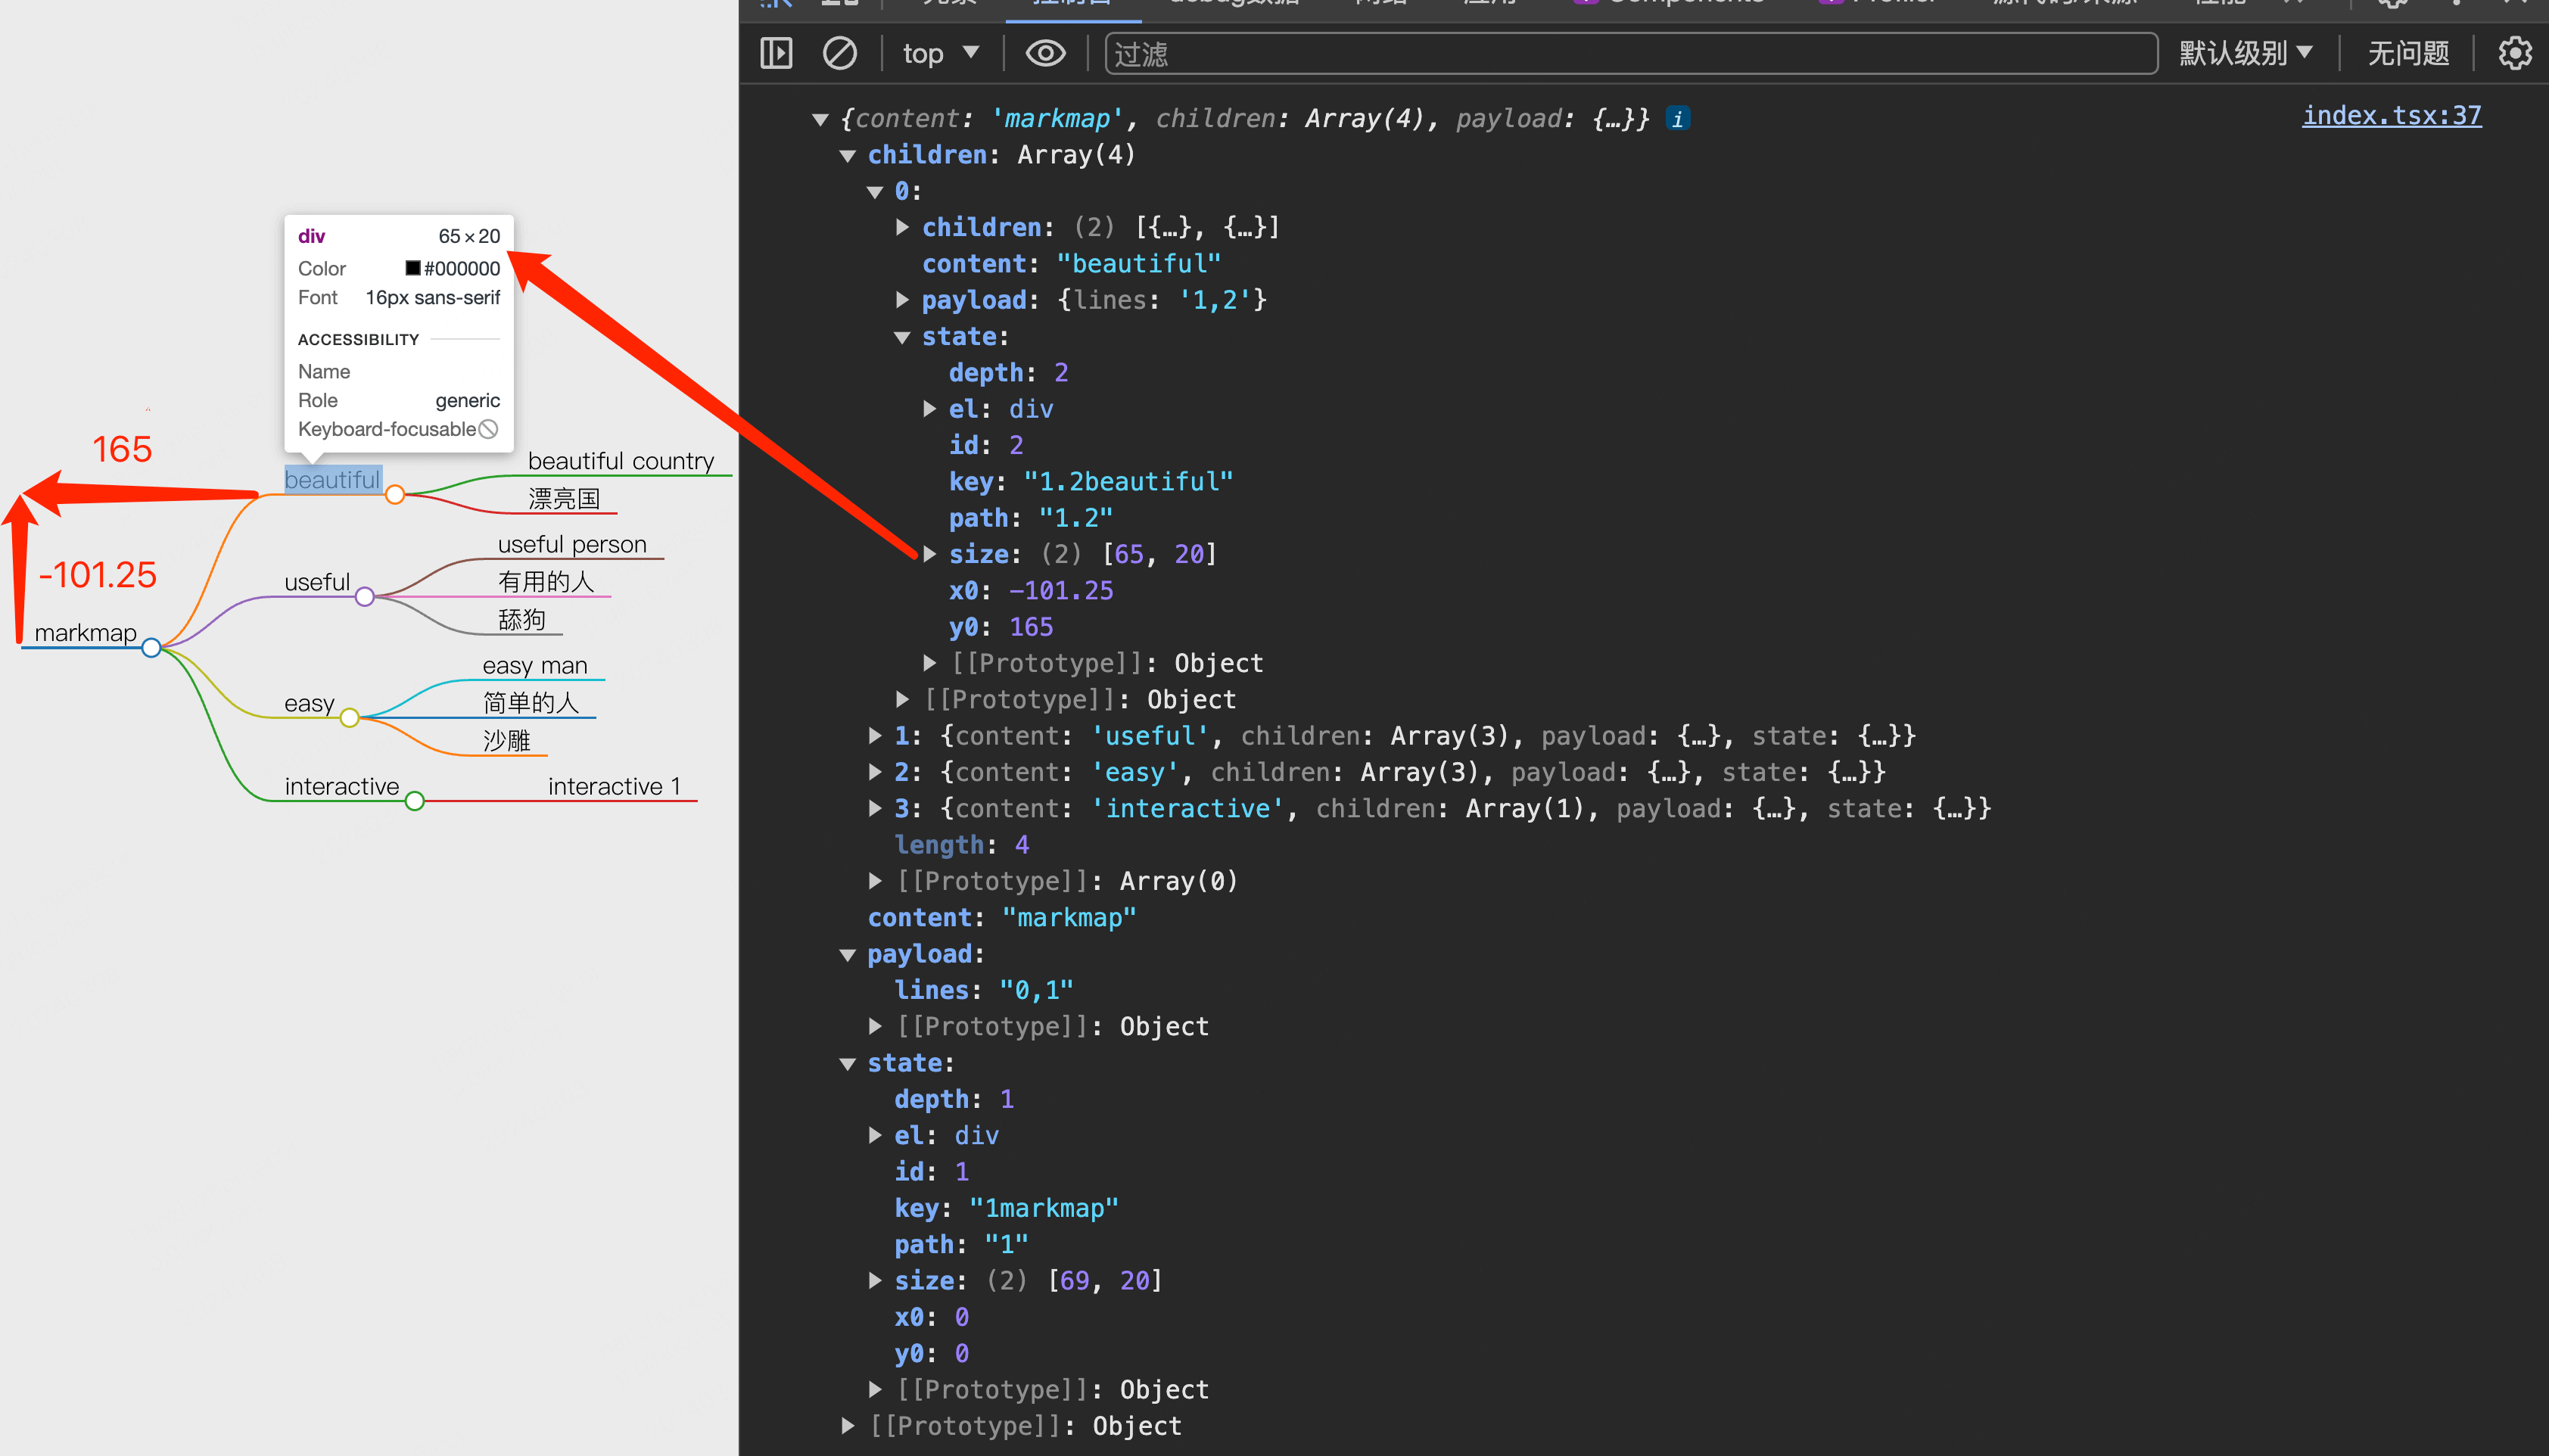 div 65 × 20
Color #000000
Font 16px sans-serif
ACCESSIBILITY
Name
Role generic
Keyboard-focusable
165
-101.25
beautiful
beautiful country
漂亮国
useful
useful person
有用的人
舔狗
markmap
easy
easy man
简单的人
沙雕
interactive
interactive 1
top
过滤
默认级别
无问题
{content: 'markmap', children: Array(4), payload: {…}} i
index.tsx:37
children: Array(4)
0:
children: (2) [{…}, {…}]
content: "beautiful"
payload: {lines: '1,2'}
state:
depth: 2
el: div
id: 2
key: "1.2beautiful"
path: "1.2"
size: (2) [65, 20]
x0: -101.25
y0: 165
[[Prototype]]: Object
[[Prototype]]: Object
1: {content: 'useful', children: Array(3), payload: {…}, state: {…}}
2: {content: 'easy', children: Array(3), payload: {…}, state: {…}}
3: {content: 'interactive', children: Array(1), payload: {…}, state: {…}}
length: 4
[[Prototype]]: Array(0)
content: "markmap"
payload:
lines: "0,1"
[[Prototype]]: Object
state:
depth: 1
el: div
id: 1
key: "1markmap"
path: "1"
size: (2) [69, 20]
x0: 0
y0: 0
[[Prototype]]: Object
[[Prototype]]: Object